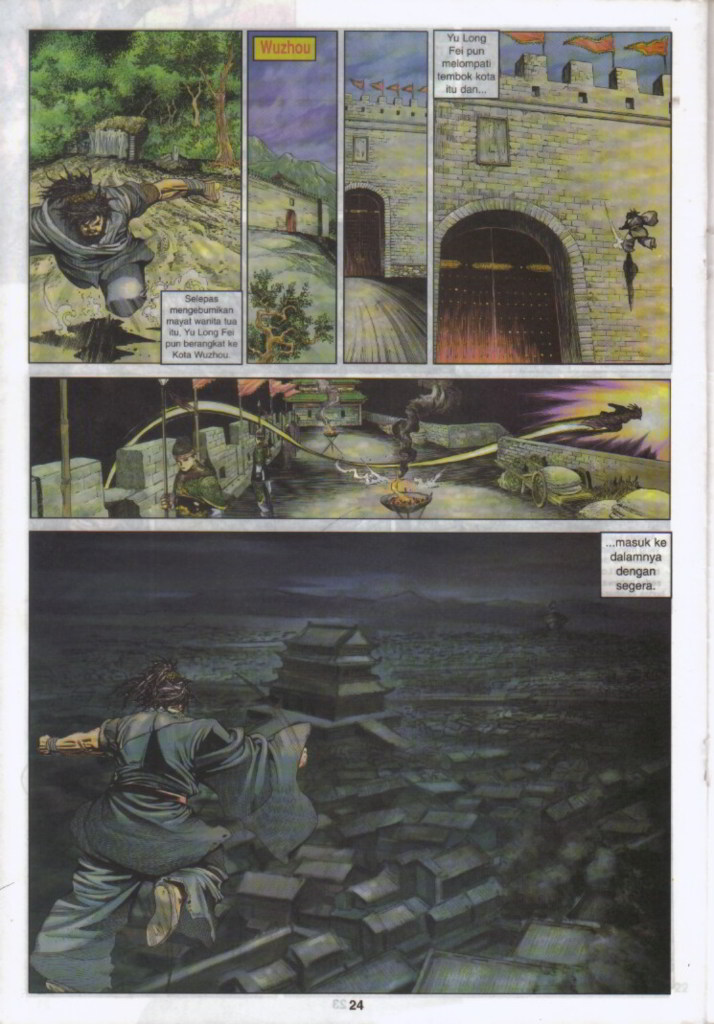 Selepas
mengebumikan
mayat wanita tua
itu, Yu Long Fei
pun berangkat ke
Kota Wuzhou.
Wuzhou
Yu Long
Fei pun
melompati
tembok kota
itu dan...
...masuk ke
dalamnya
dengan
segera.
24